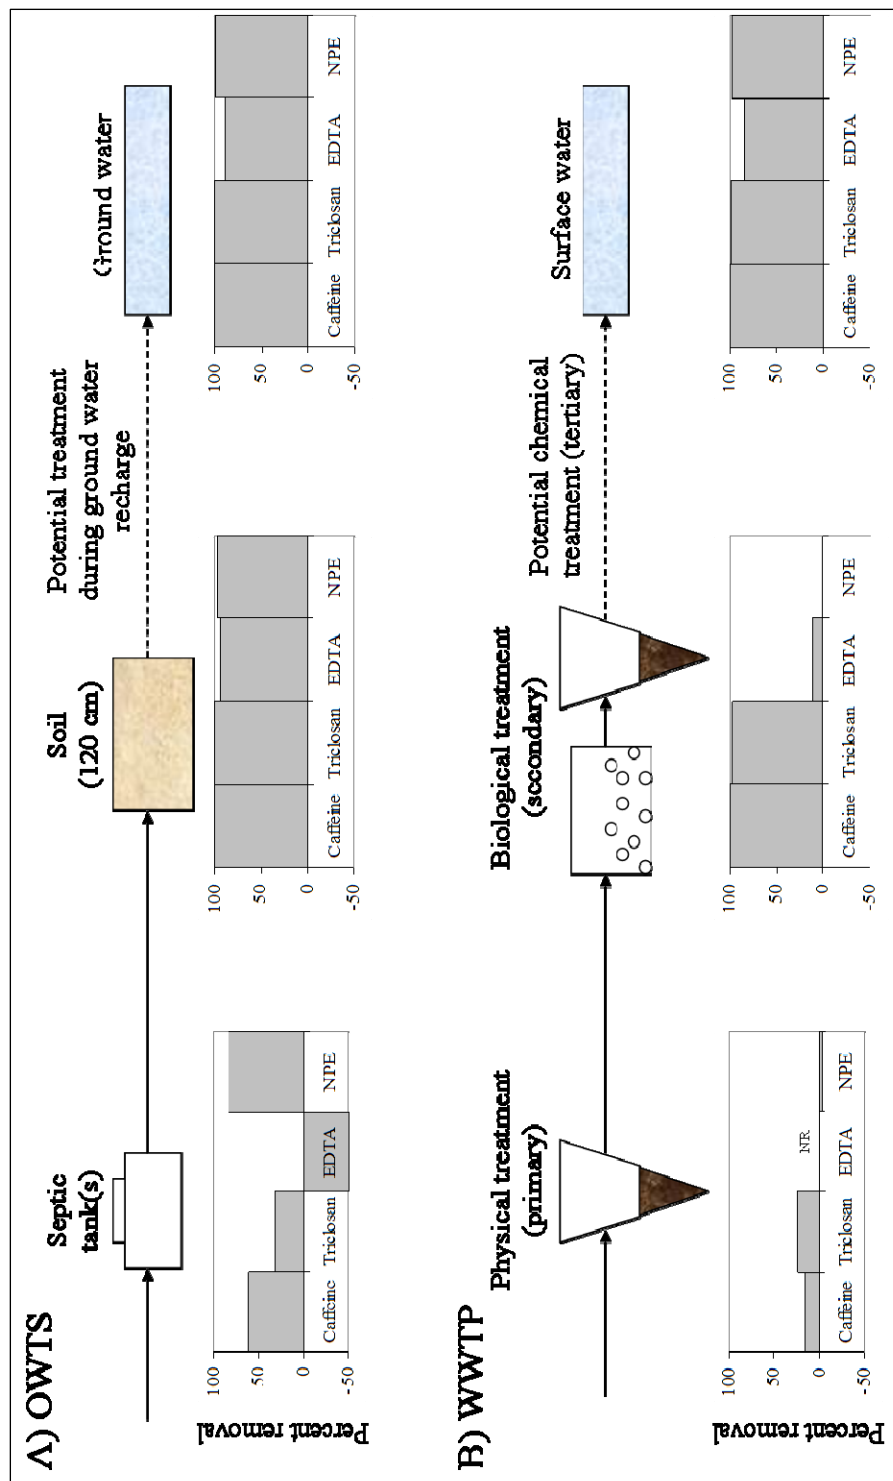 A) OWTS
Septic
tank(s)
Soil
(120 cm)
Potential treatment
during ground water
recharge
Ground water
Percent removal
100
50
0
-50
Caffeine Triclosan EDTA NPE
100
50
0
-50
Caffeine Triclosan EDTA NPE
100
50
0
-50
Caffeine Triclosan EDTA NPE
B) WWTP
Physical treatment
(primary)
Biological treatment
(secondary)
Potential chemical
treatment (tertiary)
Surface water
Percent removal
100
50
0
-50
NR
Caffeine Triclosan EDTA NPE
100
50
0
-50
Caffeine Triclosan EDTA NPE
100
50
0
-50
Caffeine Triclosan EDTA NPE